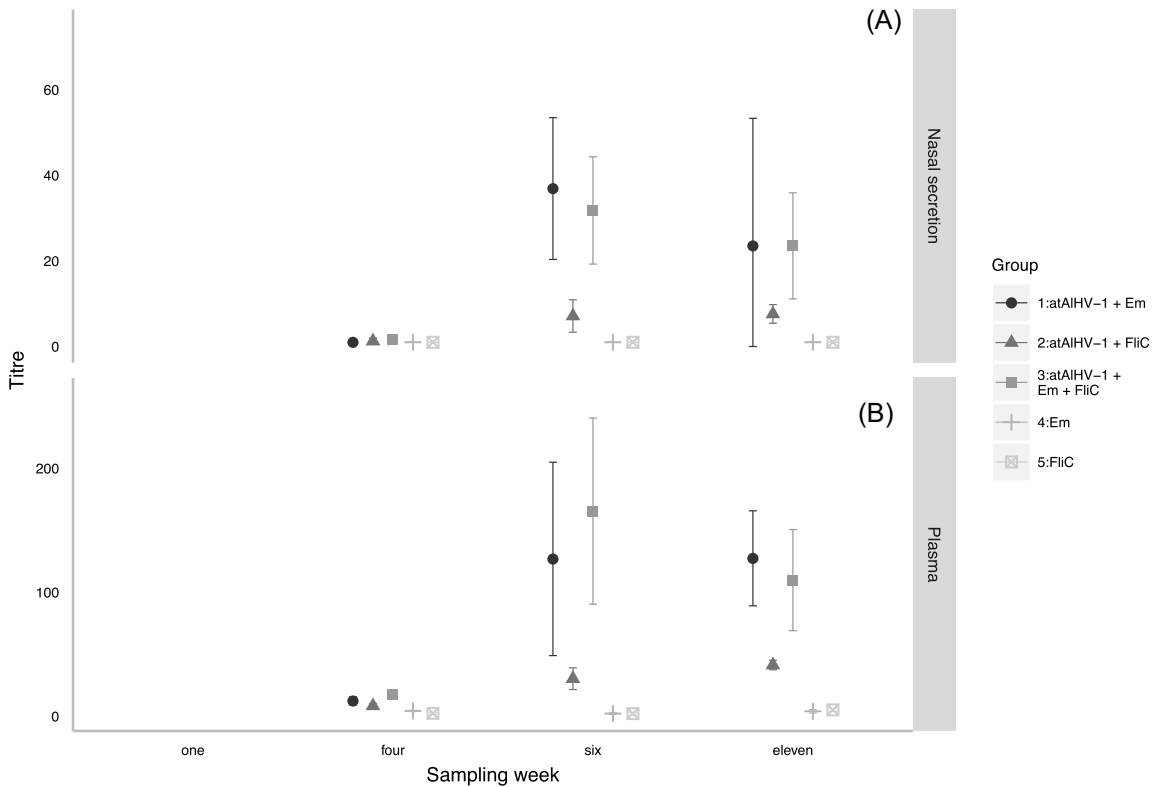 (A)
60
40
20
0
Nasal secretion
Titre
(B)
200
100
0
Plasma
one four six eleven
Sampling week
Group
1:atAlHV−1 + Em
2:atAlHV−1 + FliC
3:atAlHV−1 +
Em + FliC
4:Em
5:FliC